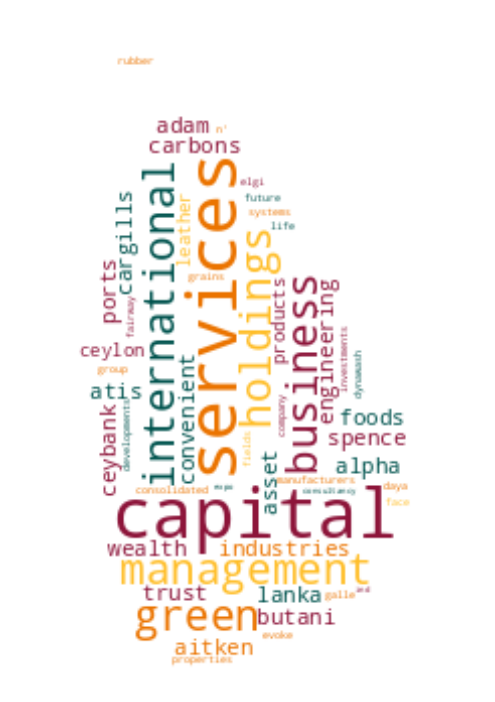 rubber
adam n'
carbons
elgi
future
systems
life
international
services
leather
cargills
grains
holdings
ports
fairway
products
business
engineering
ceylon
group
convenient
investments
dynawash
atis
ceybank
developments
company
foods
spence
fields
asset
alpha
manufacturers
consolidated
expo
consultancy
daya
face
capital
wealth industries
management
trust lanka galle and
green butani
evoke
aitken
properties